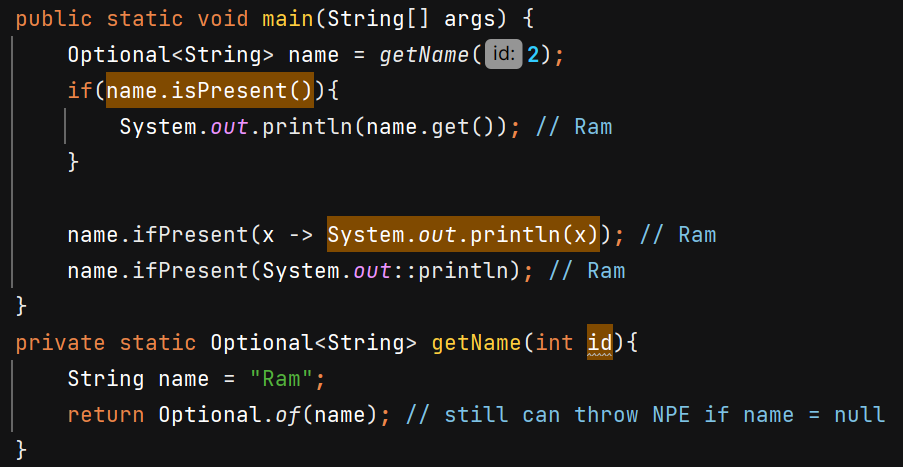 public static void main(String[] args) {
    Optional<String> name = getName( id: 2);
    if(name.isPresent()){
        System.out.println(name.get()); // Ram
    }

    name.ifPresent(x -> System.out.println(x)); // Ram
    name.ifPresent(System.out::println); // Ram
}
private static Optional<String> getName(int id){
    String name = "Ram";
    return Optional.of(name); // still can throw NPE if name = null
}